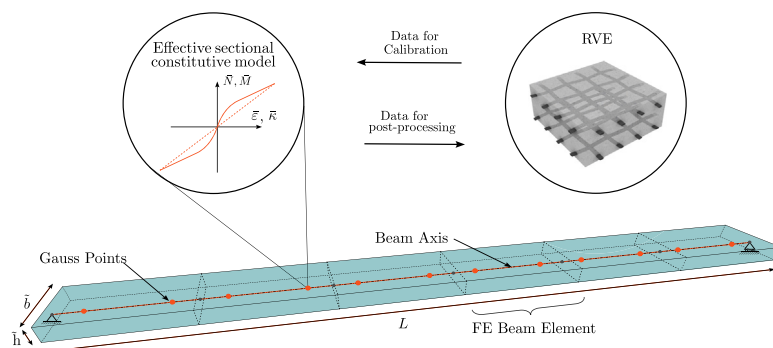 Effective sectional
constitutive model
N̄, M̄
ε̄, κ̄
Data for
Calibration
Data for
post-processing
RVE
Gauss Points
Beam Axis
b̃
h̃
L
FE Beam Element